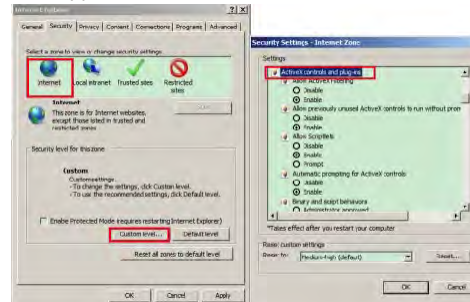 Internet Explorer
General Security Privacy Content Connections Programs Advanced
Select a zone to view or change security settings.
Internet Local intranet Trusted sites Restricted sites
Internet
This zone is for Internet websites,
except those listed in trusted and
restricted zones.
Security level for this zone
Custom
Custom settings.
- To change the settings, click Custom level.
- To use the recommended settings, click Default level.
Enable Protected Mode (requires restarting Internet Explorer)
Custom level... Default level
Reset all zones to default level
OK Cancel Apply
Security Settings - Internet Zone
Settings
ActiveX controls and plug-ins
Allow ActiveX Filtering
Disable
Enable
Allow previously unused ActiveX controls to run without prom
Disable
Enable
Allow Scriptlets
Disable
Enable
Prompt
Automatic prompting for ActiveX controls
Disable
Enable
Binary and script behaviors
Administrator approved
*Takes effect after you restart your computer
Reset custom settings
Reset to: Medium-high (default) Reset...
OK Cancel